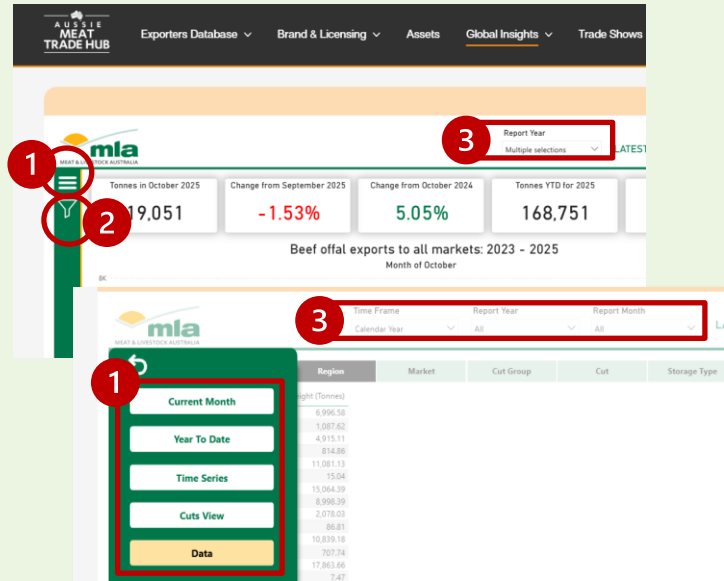 AUSSIE
MEAT
TRADE HUB
Exporters Database
Brand & Licensing
Assets
Global Insights
Trade Shows
mla
MEAT & LIVESTOCK AUSTRALIA
3
Report Year
Multiple selections
LATEST
1
2
Tonnes in October 2025
19,051
Change from September 2025
-1.53%
Change from October 2024
5.05%
Tonnes YTD for 2025
168,751
Beef offal exports to all markets: 2023 - 2025
Month of October
8K
mla
MEAT & LIVESTOCK AUSTRALIA
3
Time Frame
Calendar Year
Report Year
All
Report Month
All
1
Current Month
Year To Date
Time Series
Cuts View
Data
Region
Market
Cut Group
Cut
Storage Type
(Tonnes)
6,996.58
1,087.62
4,915.11
814.86
11,081.13
15.04
15,064.39
8,998.39
2,078.03
86.81
10,839.18
707.74
17,863.66
7.47